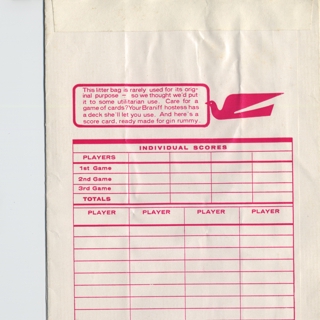 This litter bag is rarely used for its orig-
inal purpose — so we thought we'd put
it to some utilitarian use. Care for a
game of cards? Your Braniff hostess has
a deck she'll let you use. And here's a
score card, ready made for gin rummy.
INDIVIDUAL SCORES
PLAYERS
1st Game
2nd Game
3rd Game
TOTALS
PLAYER PLAYER PLAYER PLAYER